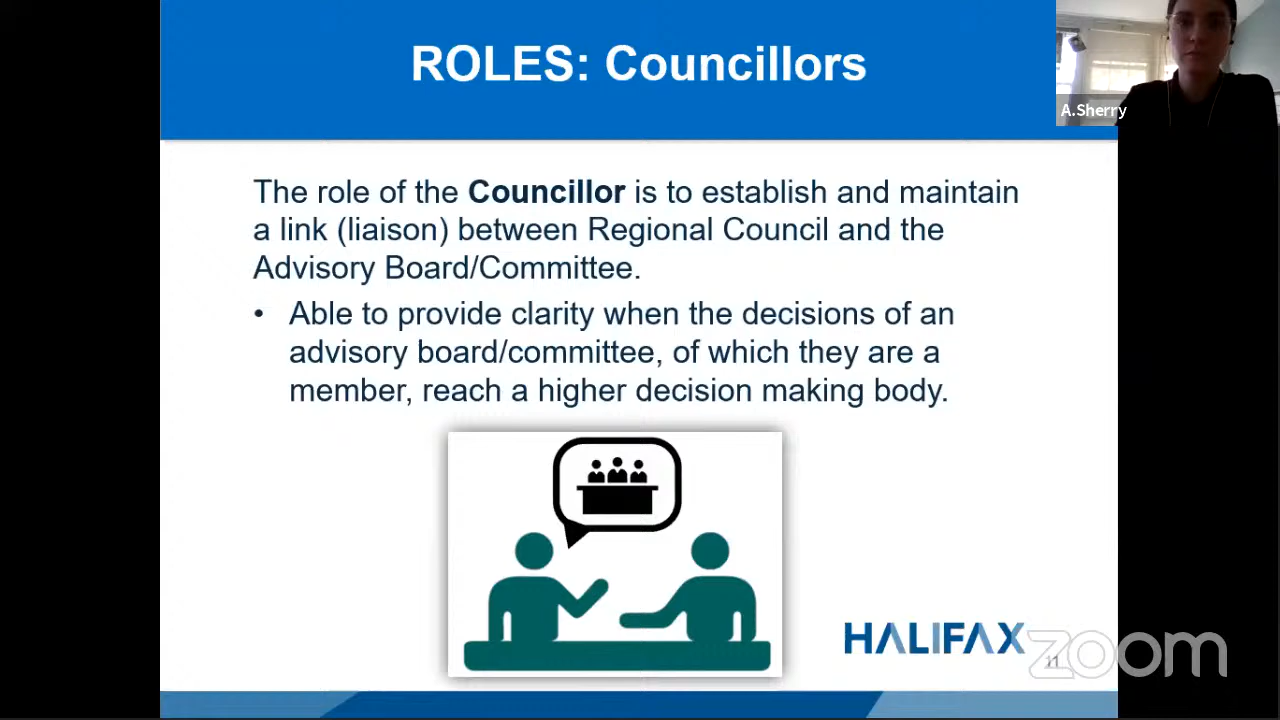 ROLES: Councillors
A.Sherry
The role of the Councillor is to establish and maintain
a link (liaison) between Regional Council and the
Advisory Board/Committee.
• Able to provide clarity when the decisions of an
advisory board/committee, of which they are a
member, reach a higher decision making body.
HALIFAX
zoom
11